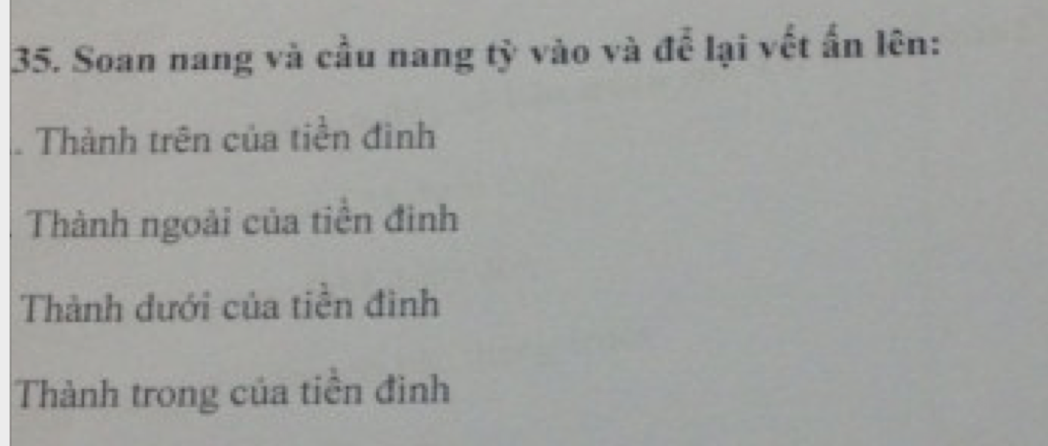 35. Soan nang và cầu nang tỳ vào và để lại vết ấn lên:
. Thành trên của tiền đình
Thành ngoài của tiền đình
Thành dưới của tiền đình
Thành trong của tiền đình